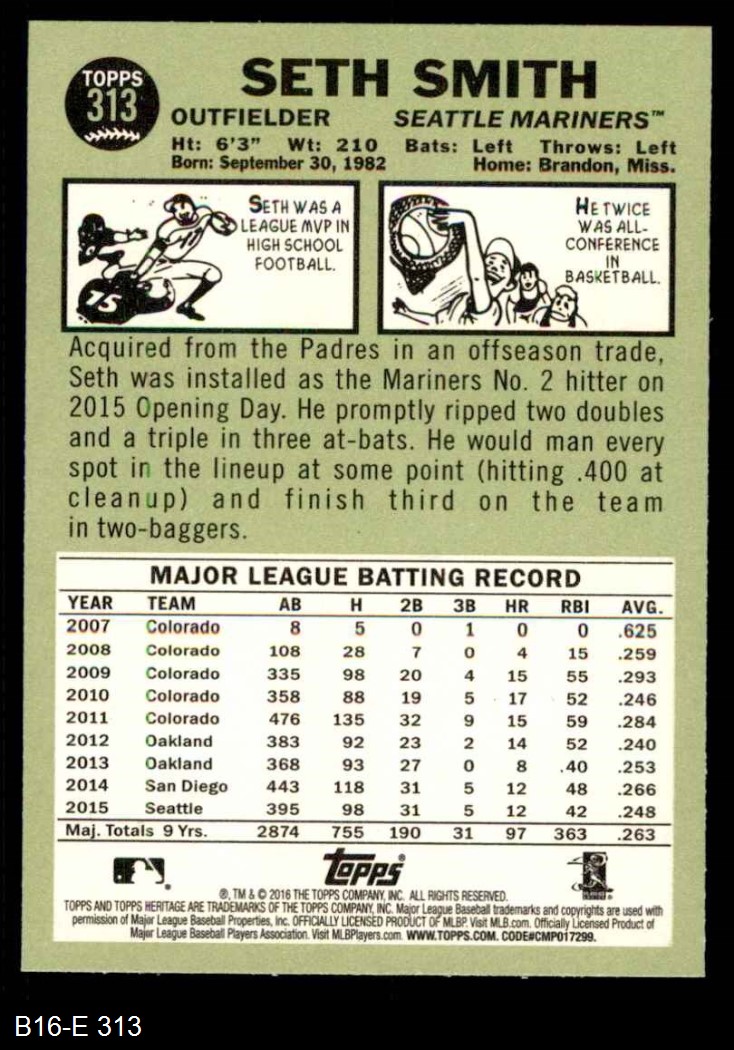 TOPPS
313
SETH SMITH
OUTFIELDER SEATTLE MARINERS™
Ht: 6'3" Wt: 210 Bats: Left Throws: Left
Born: September 30, 1982 Home: Brandon, Miss.
SETH WAS A
LEAGUE MVP IN
HIGH SCHOOL
FOOTBALL.
15
HE TWICE
WAS ALL-
CONFERENCE
IN
BASKETBALL.
Acquired from the Padres in an offseason trade,
Seth was installed as the Mariners No. 2 hitter on
2015 Opening Day. He promptly ripped two doubles
and a triple in three at-bats. He would man every
spot in the lineup at some point (hitting .400 at
cleanup) and finish third on the team
in two-baggers.
MAJOR LEAGUE BATTING RECORD
YEAR TEAM AB H 2B 3B HR RBI AVG.
2007 Colorado 8 5 0 1 0 0 .625
2008 Colorado 108 28 7 0 4 15 .259
2009 Colorado 335 98 20 4 15 55 .293
2010 Colorado 358 88 19 5 17 52 .246
2011 Colorado 476 135 32 9 15 59 .284
2012 Oakland 383 92 23 2 14 52 .240
2013 Oakland 368 93 27 0 8 40 .253
2014 San Diego 443 118 31 5 12 48 .266
2015 Seattle 395 98 31 5 12 42 .248
Maj. Totals 9 Yrs. 2874 755 190 31 97 363 .263
topps®
®, TM & © 2016 THE TOPPS COMPANY, INC. ALL RIGHTS RESERVED.
TOPPS AND TOPPS HERITAGE ARE TRADEMARKS OF THE TOPPS COMPANY, INC. Major League Baseball trademarks and copyrights are used with
permission of Major League Baseball Properties, Inc. OFFICIALLY LICENSED PRODUCT OF MLBP. Visit MLB.com. Officially Licensed Product of
Major League Baseball Players Association. Visit MLBPlayers.com. WWW.TOPPS.COM. CODE#CMP017299.
B16-E 313